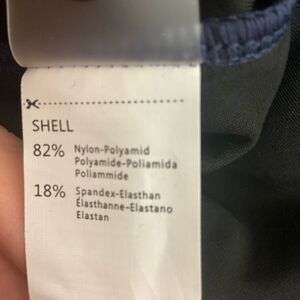 SHELL
82% Nylon-Polyamid
Polyamide-Poliamida
Poliammide
18% Spandex-Elasthan
Élasthanne-Elastano
Elastan